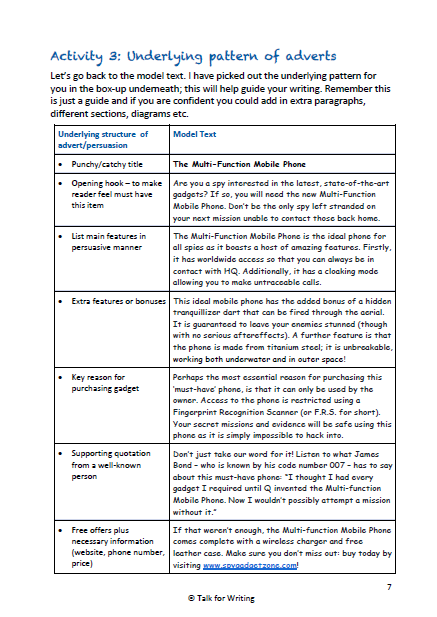 Activity 3: Underlying pattern of adverts
Let's go back to the model text. I have picked out the underlying pattern for
you in the box-up underneath; this will help guide your writing. Remember this
is just a guide and if you are confident you could add in extra paragraphs,
different sections, diagrams etc.
Underlying structure of
advert/persuasion
Model Text
• Punchy/catchy title
The Multi-Function Mobile Phone
• Opening hook – to make
reader feel must have
this item
Are you a spy interested in the latest, state-of-the-art
gadgets? If so, you will need the new Multi-Function
Mobile Phone. Don't be the only spy left stranded on
your next mission unable to contact those back home.
• List main features in
persuasive manner
The Multi-Function Mobile Phone is the ideal phone for
all spies as it boasts a host of amazing features. Firstly,
it has worldwide access so that you can always be in
contact with HQ. Additionally, it has a cloaking mode
allowing you to make untraceable calls.
• Extra features or bonuses
This ideal mobile phone has the added bonus of a hidden
tranquillizer dart that can be fired through the aerial.
It is guaranteed to leave your enemies stunned (though
with no serious aftereffects). A further feature is that
the phone is made from titanium steel; it is unbreakable,
working both underwater and in outer space!
• Key reason for
purchasing gadget
Perhaps the most essential reason for purchasing this
'must-have' phone, is that it can only be used by the
owner. Access to the phone is restricted using a
Fingerprint Recognition Scanner (or F.R.S. for short).
Your secret missions and evidence will be safe using this
phone as it is simply impossible to hack into.
• Supporting quotation
from a well-known
person
Don't just take our word for it! Listen to what James
Bond – who is known by his code number 007 – has to say
about this must-have phone: "I thought I had every
gadget I required until Q invented the Multi-function
Mobile Phone. Now I wouldn't possibly attempt a mission
without it."
• Free offers plus
necessary information
(website, phone number,
price)
If that weren't enough, the Multi-function Mobile Phone
comes complete with a wireless charger and free
leather case. Make sure you don't miss out: buy today by
visiting www.spygadgetzone.com!
7
© Talk for Writing